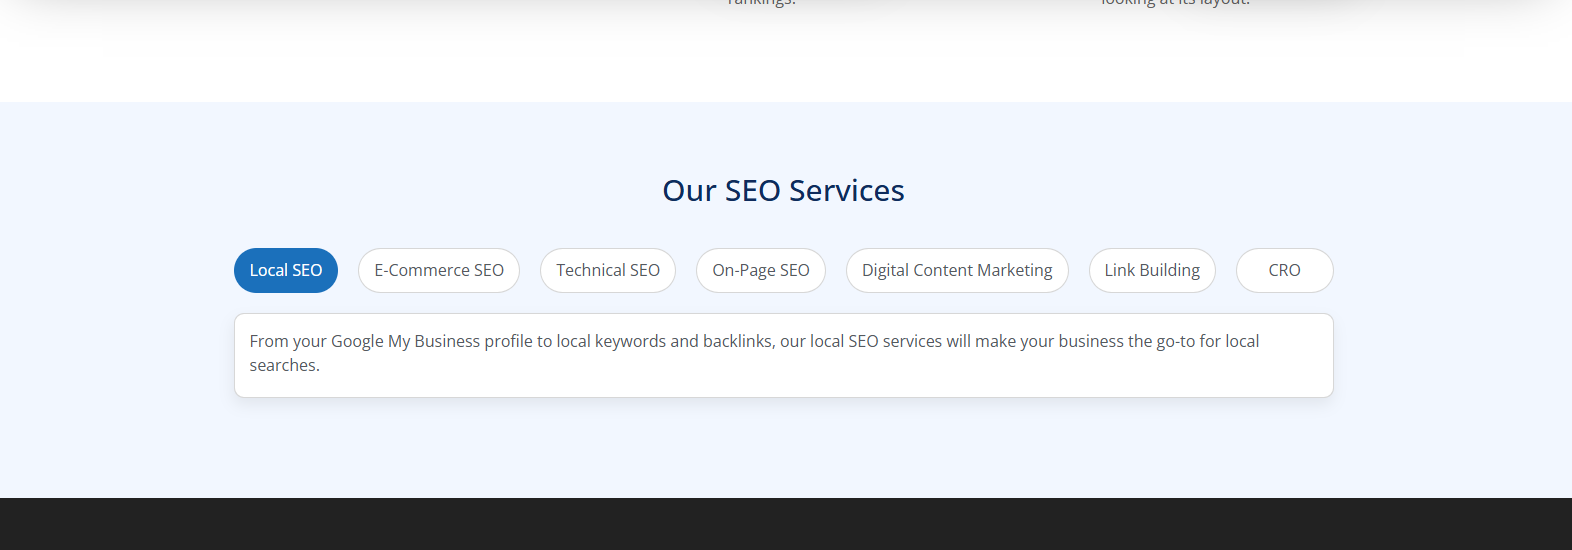 rankings.
looking at its layout.
Our SEO Services
Local SEO
E-Commerce SEO
Technical SEO
On-Page SEO
Digital Content Marketing
Link Building
CRO
From your Google My Business profile to local keywords and backlinks, our local SEO services will make your business the go-to for local
searches.